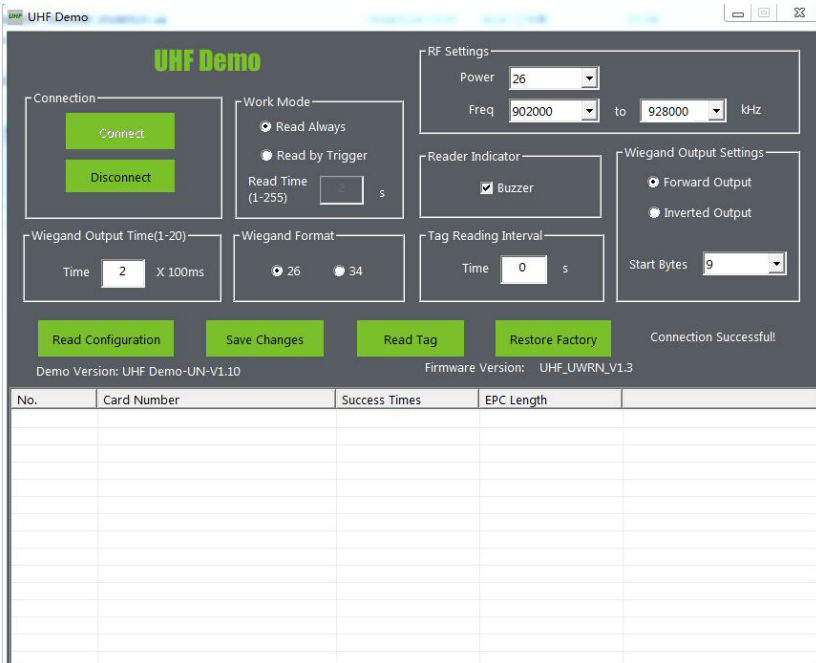 UHF Demo
UHF Demo
Connection
Connect
Disconnect
Work Mode
Read Always
Read by Trigger
Read Time
(1-255)
2
s
RF Settings
Power
26
Freq
902000
to
928000
kHz
Reader Indicator
Buzzer
Wiegand Output Settings
Forward Output
Inverted Output
Start Bytes
9
Wiegand Output Time(1-20)
Time
2
X 100ms
Wiegand Format
26
34
Tag Reading Interval
Time
0
s
Read Configuration
Save Changes
Read Tag
Restore Factory
Connection Successful!
Demo Version: UHF Demo-UN-V1.10
Firmware Version: UHF_UWRN_V1.3
No.
Card Number
Success Times
EPC Length